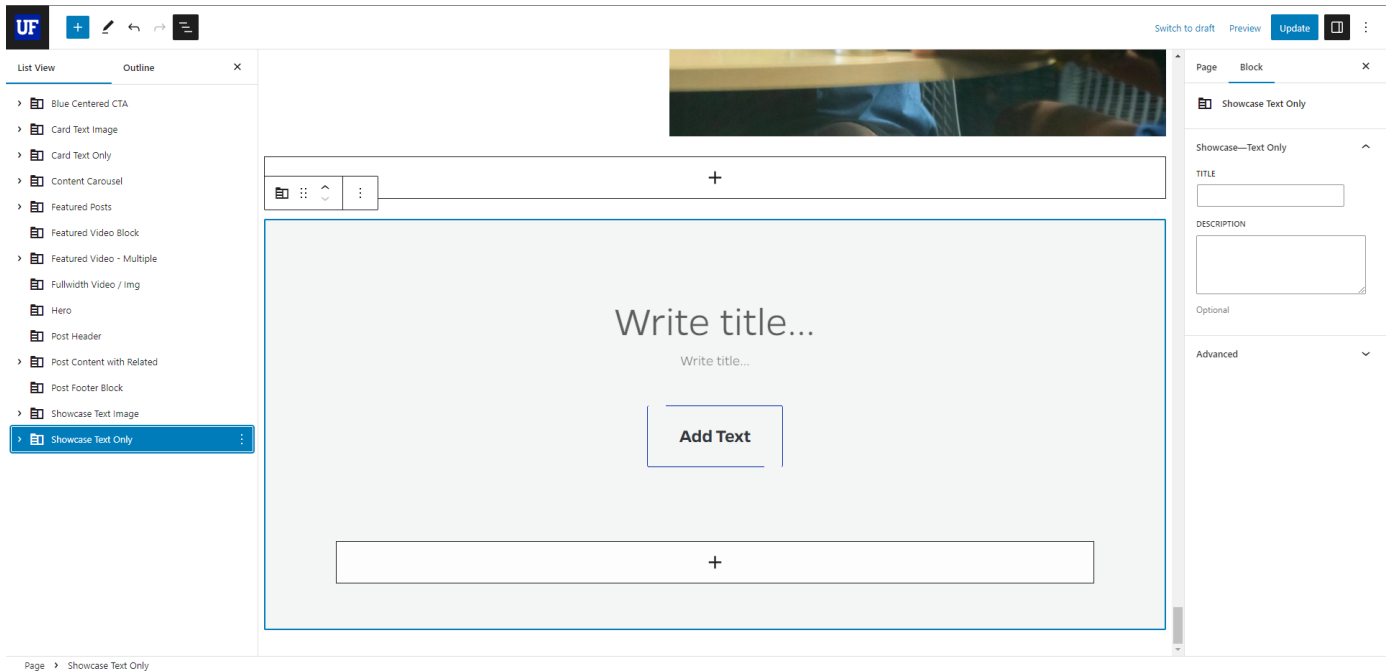 UF
Switch to draft Preview Update
List View Outline
Blue Centered CTA
Card Text Image
Card Text Only
Content Carousel
Featured Posts
Featured Video Block
Featured Video - Multiple
Fullwidth Video / Img
Hero
Post Header
Post Content with Related
Post Footer Block
Showcase Text Image
Showcase Text Only
Write title...
Write title...
Add Text
Page Block
Showcase Text Only
Showcase—Text Only
TITLE
DESCRIPTION
Optional
Advanced
Page > Showcase Text Only